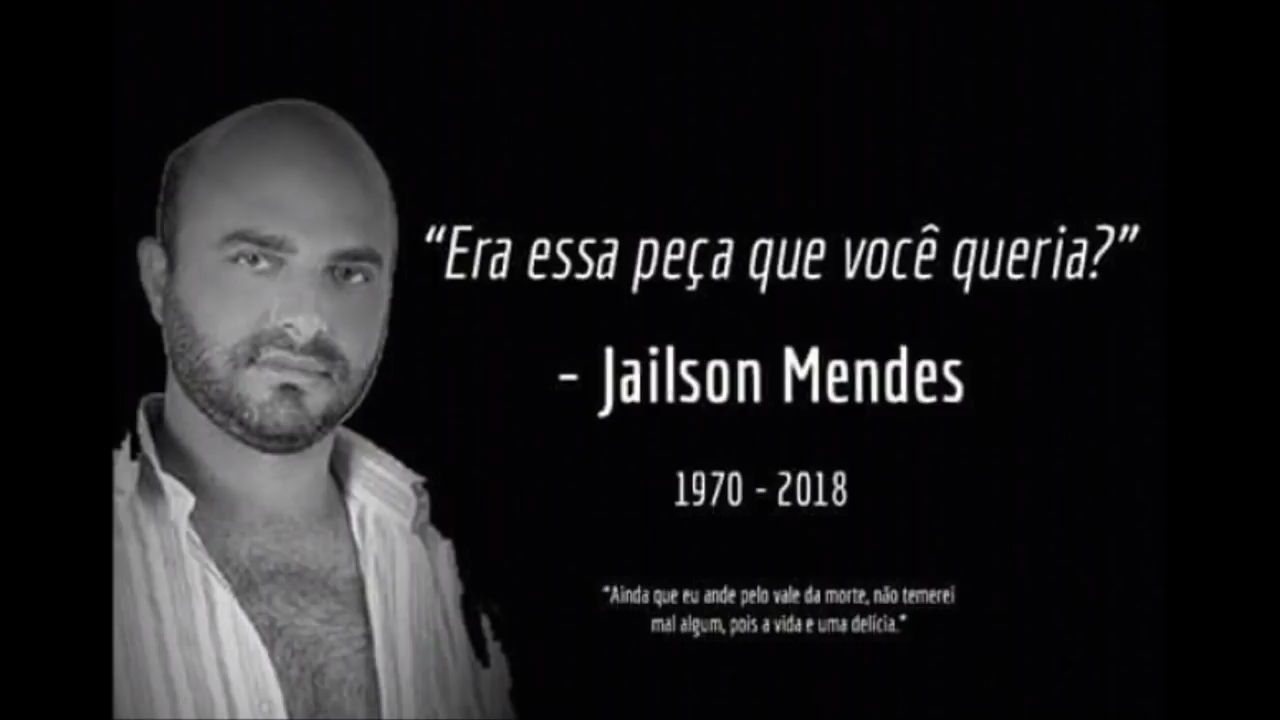 “Era essa peça que você queria?”
- Jailson Mendes
1970 - 2018
"Ainda que eu ande pelo vale da morte, não temerei
mal algum, pois a vida e uma delícia."